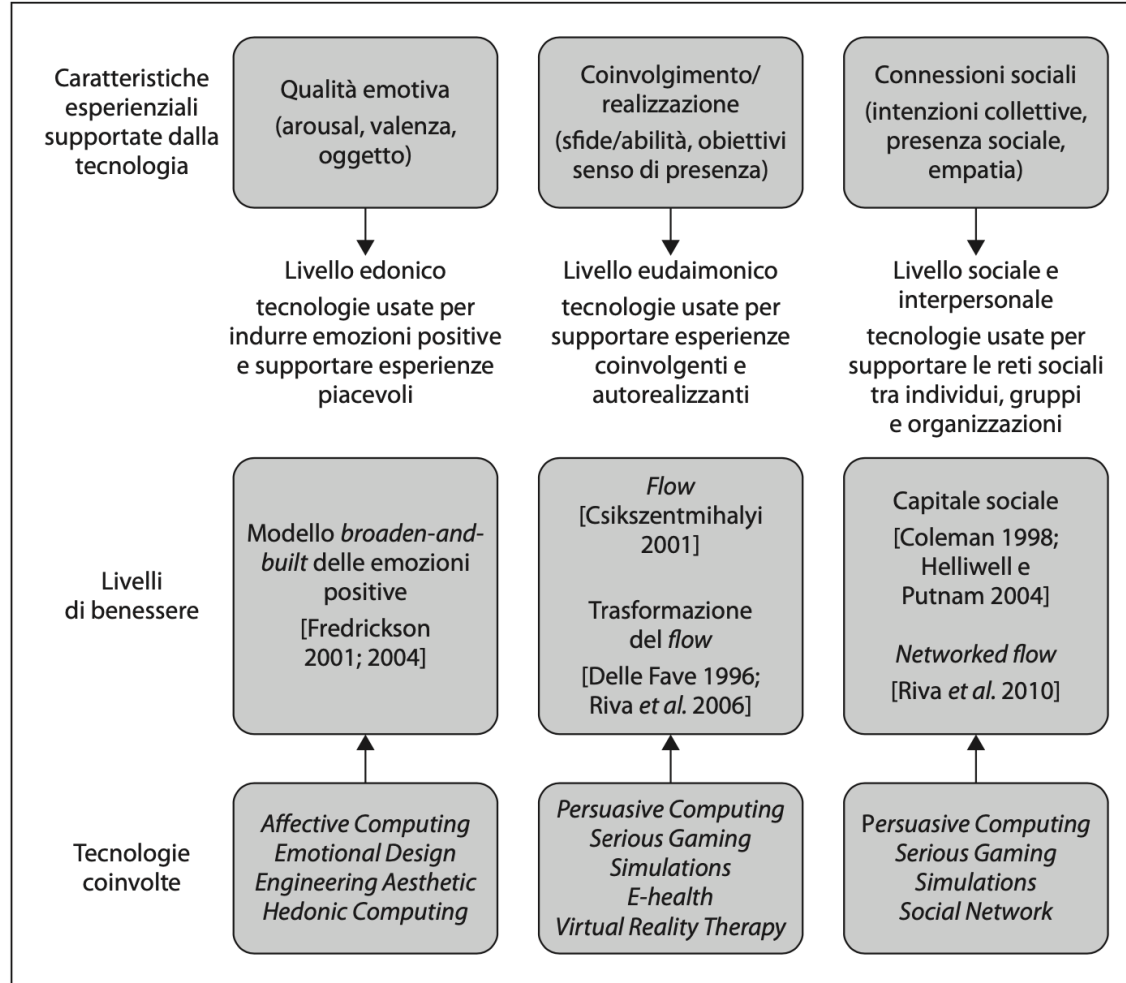 Caratteristiche
esperienziali
supportate dalla
tecnologia
Qualità emotiva
(arousal, valenza,
oggetto)
Coinvolgimento/
realizzazione
(sfide/abilità, obiettivi
senso di presenza)
Connessioni sociali
(intenzioni collettive,
presenza sociale,
empatia)
Livello edonico
tecnologie usate per
indurre emozioni positive
e supportare esperienze
piacevoli
Livello eudaimonico
tecnologie usate per
supportare esperienze
coinvolgenti e
autorealizzanti
Livello sociale e
interpersonale
tecnologie usate per
supportare le reti sociali
tra individui, gruppi
e organizzazioni
Livelli
di benessere
Modello broaden-and-
built delle emozioni
positive
[Fredrickson
2001; 2004]
Flow
[Csikszentmihalyi
2001]
Trasformazione
del flow
[Delle Fave 1996;
Riva et al. 2006]
Capitale sociale
[Coleman 1998;
Helliwell e
Putnam 2004]
Networked flow
[Riva et al. 2010]
Tecnologie
coinvolte
Affective Computing
Emotional Design
Engineering Aesthetic
Hedonic Computing
Persuasive Computing
Serious Gaming
Simulations
E-health
Virtual Reality Therapy
Persuasive Computing
Serious Gaming
Simulations
Social Network